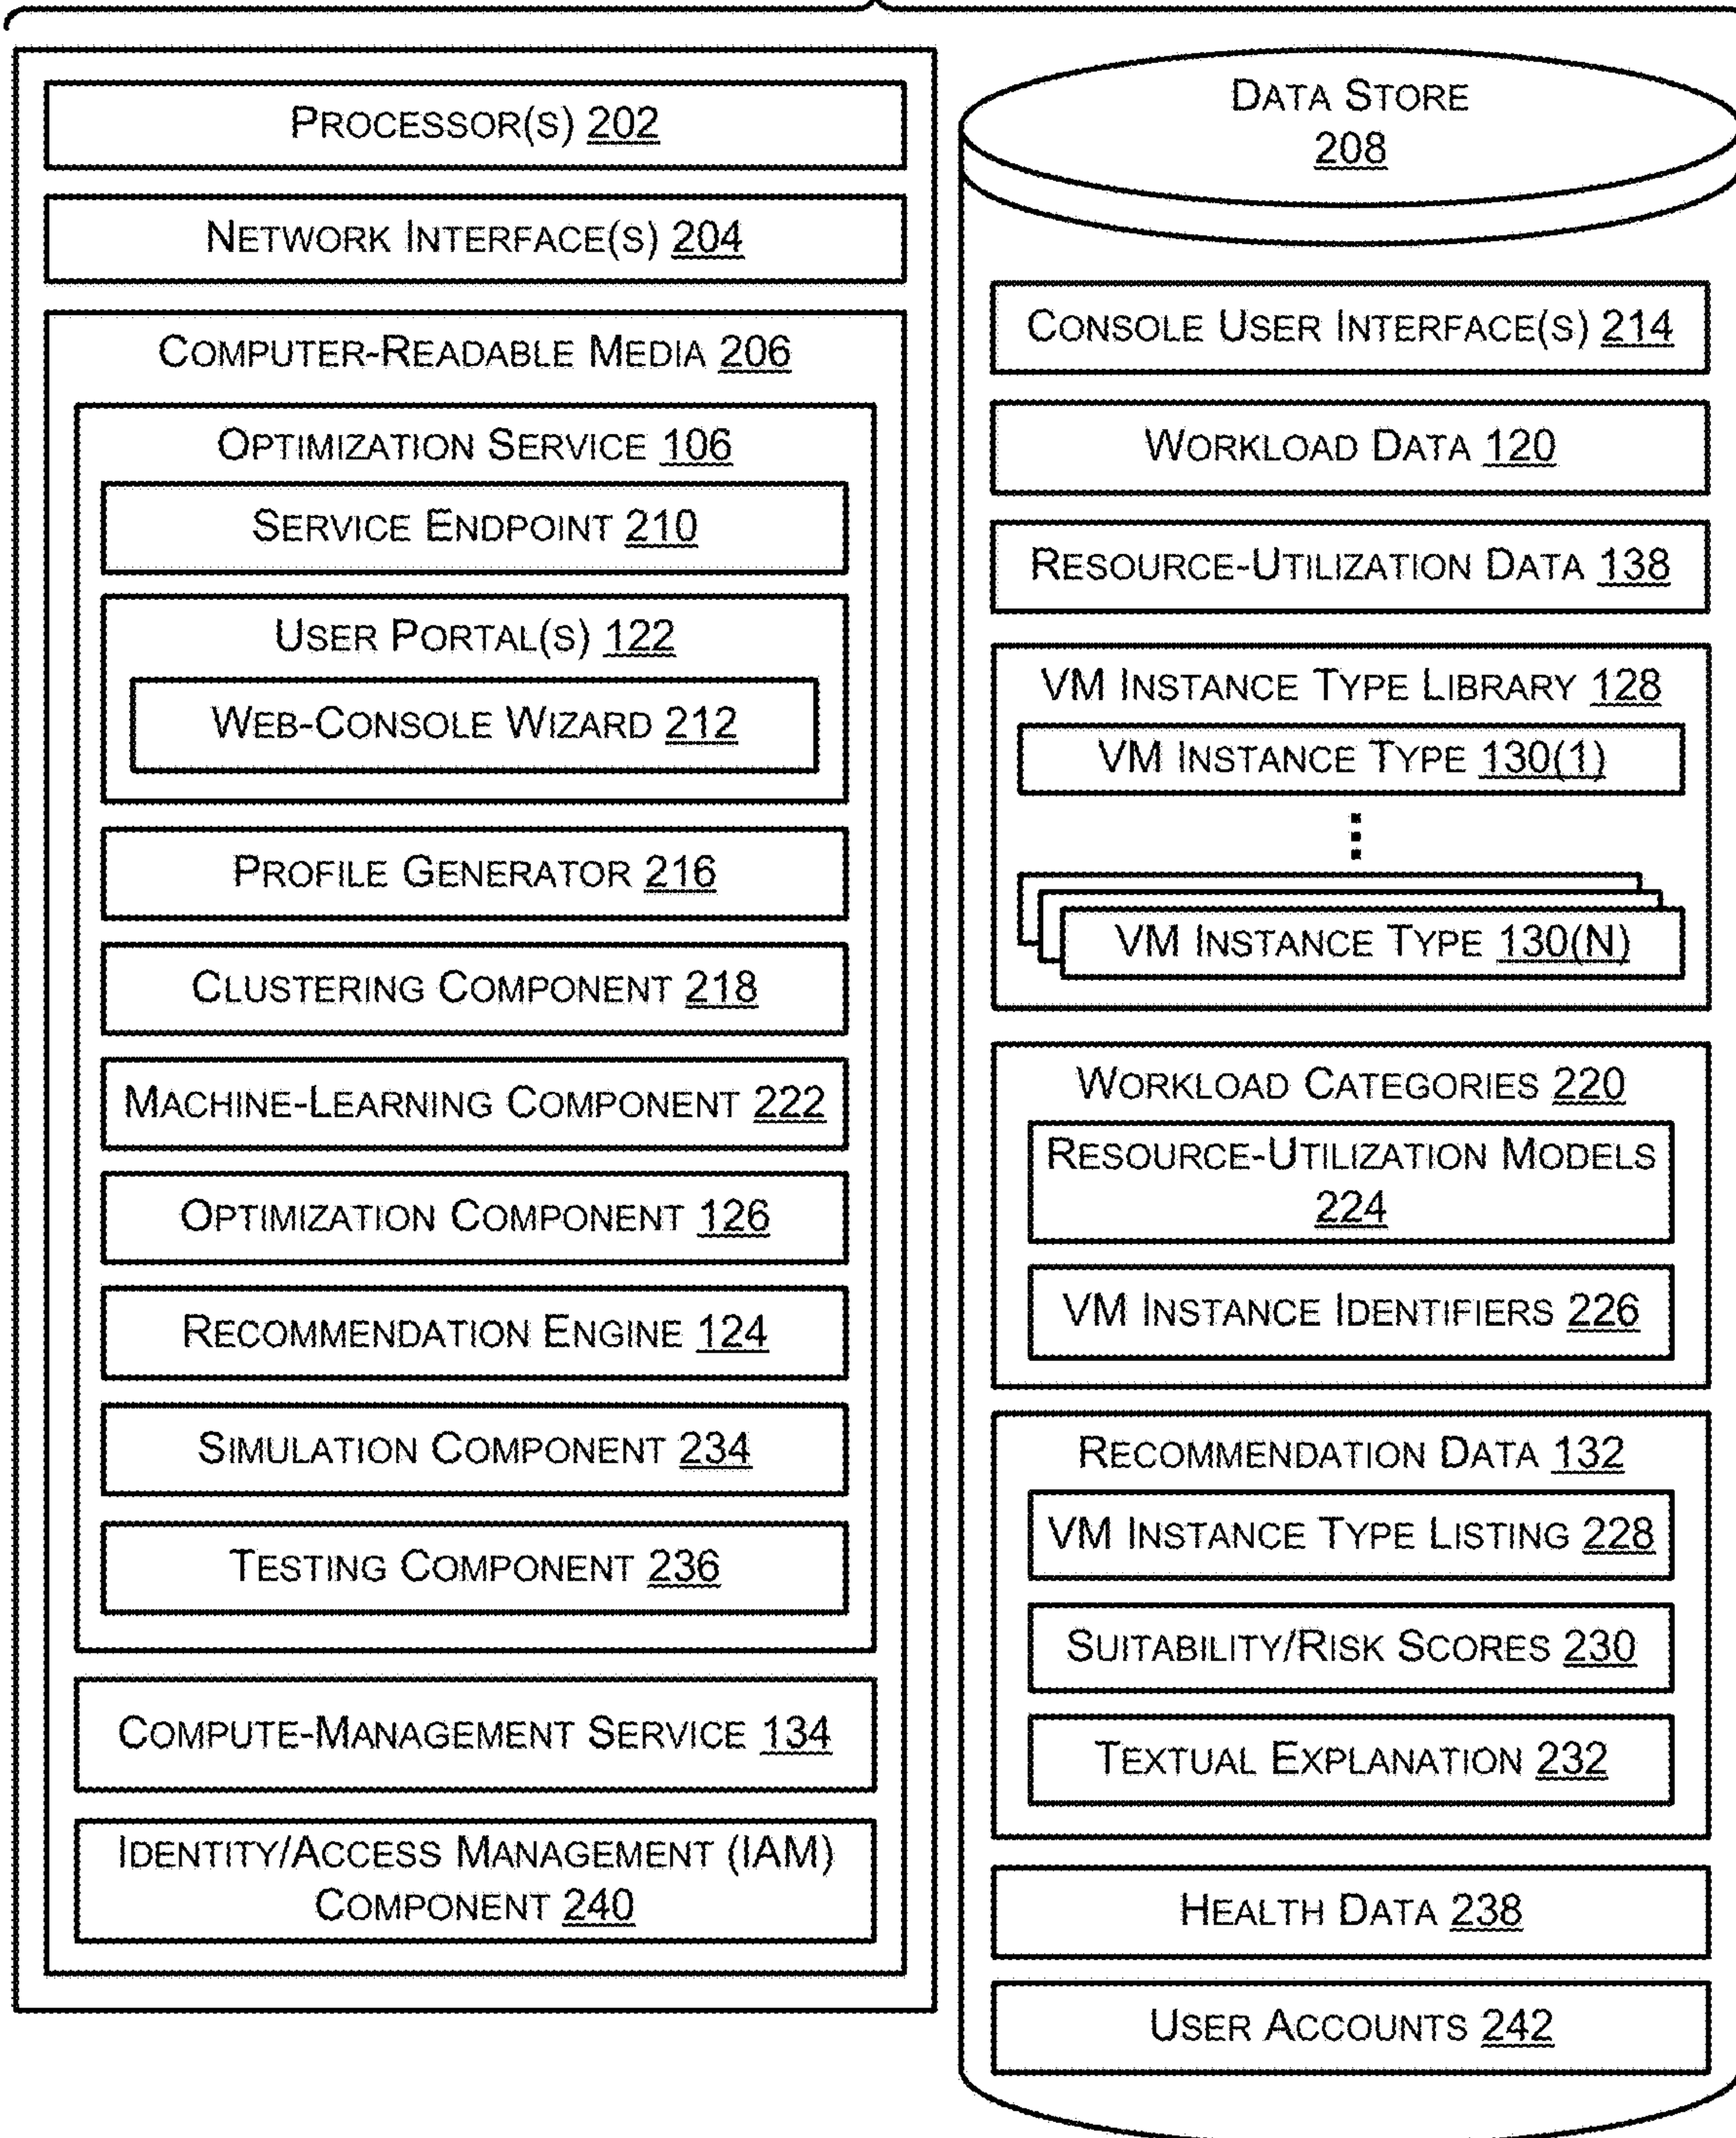 PROCESSOR(S) 202
NETWORK INTERFACE(S) 204
COMPUTER-READABLE MEDIA 206
OPTIMIZATION SERVICE 106
SERVICE ENDPOINT 210
USER PORTAL(S) 122
WEB-CONSOLE WIZARD 212
PROFILE GENERATOR 216
CLUSTERING COMPONENT 218
MACHINE-LEARNING COMPONENT 222
OPTIMIZATION COMPONENT 126
RECOMMENDATION ENGINE 124
SIMULATION COMPONENT 234
TESTING COMPONENT 236
COMPUTE-MANAGEMENT SERVICE 134
IDENTITY/ACCESS MANAGEMENT (IAM)
COMPONENT 240
DATA STORE
208
CONSOLE USER INTERFACE(S) 214
WORKLOAD DATA 120
RESOURCE-UTILIZATION DATA 138
VM INSTANCE TYPE LIBRARY 128
VM INSTANCE TYPE 130(1)
VM INSTANCE TYPE 130(N)
WORKLOAD CATEGORIES 220
RESOURCE-UTILIZATION MODELS
224
VM INSTANCE IDENTIFIERS 226
RECOMMENDATION DATA 132
VM INSTANCE TYPE LISTING 228
SUITABILITY/RISK SCORES 230
TEXTUAL EXPLANATION 232
HEALTH DATA 238
USER ACCOUNTS 242